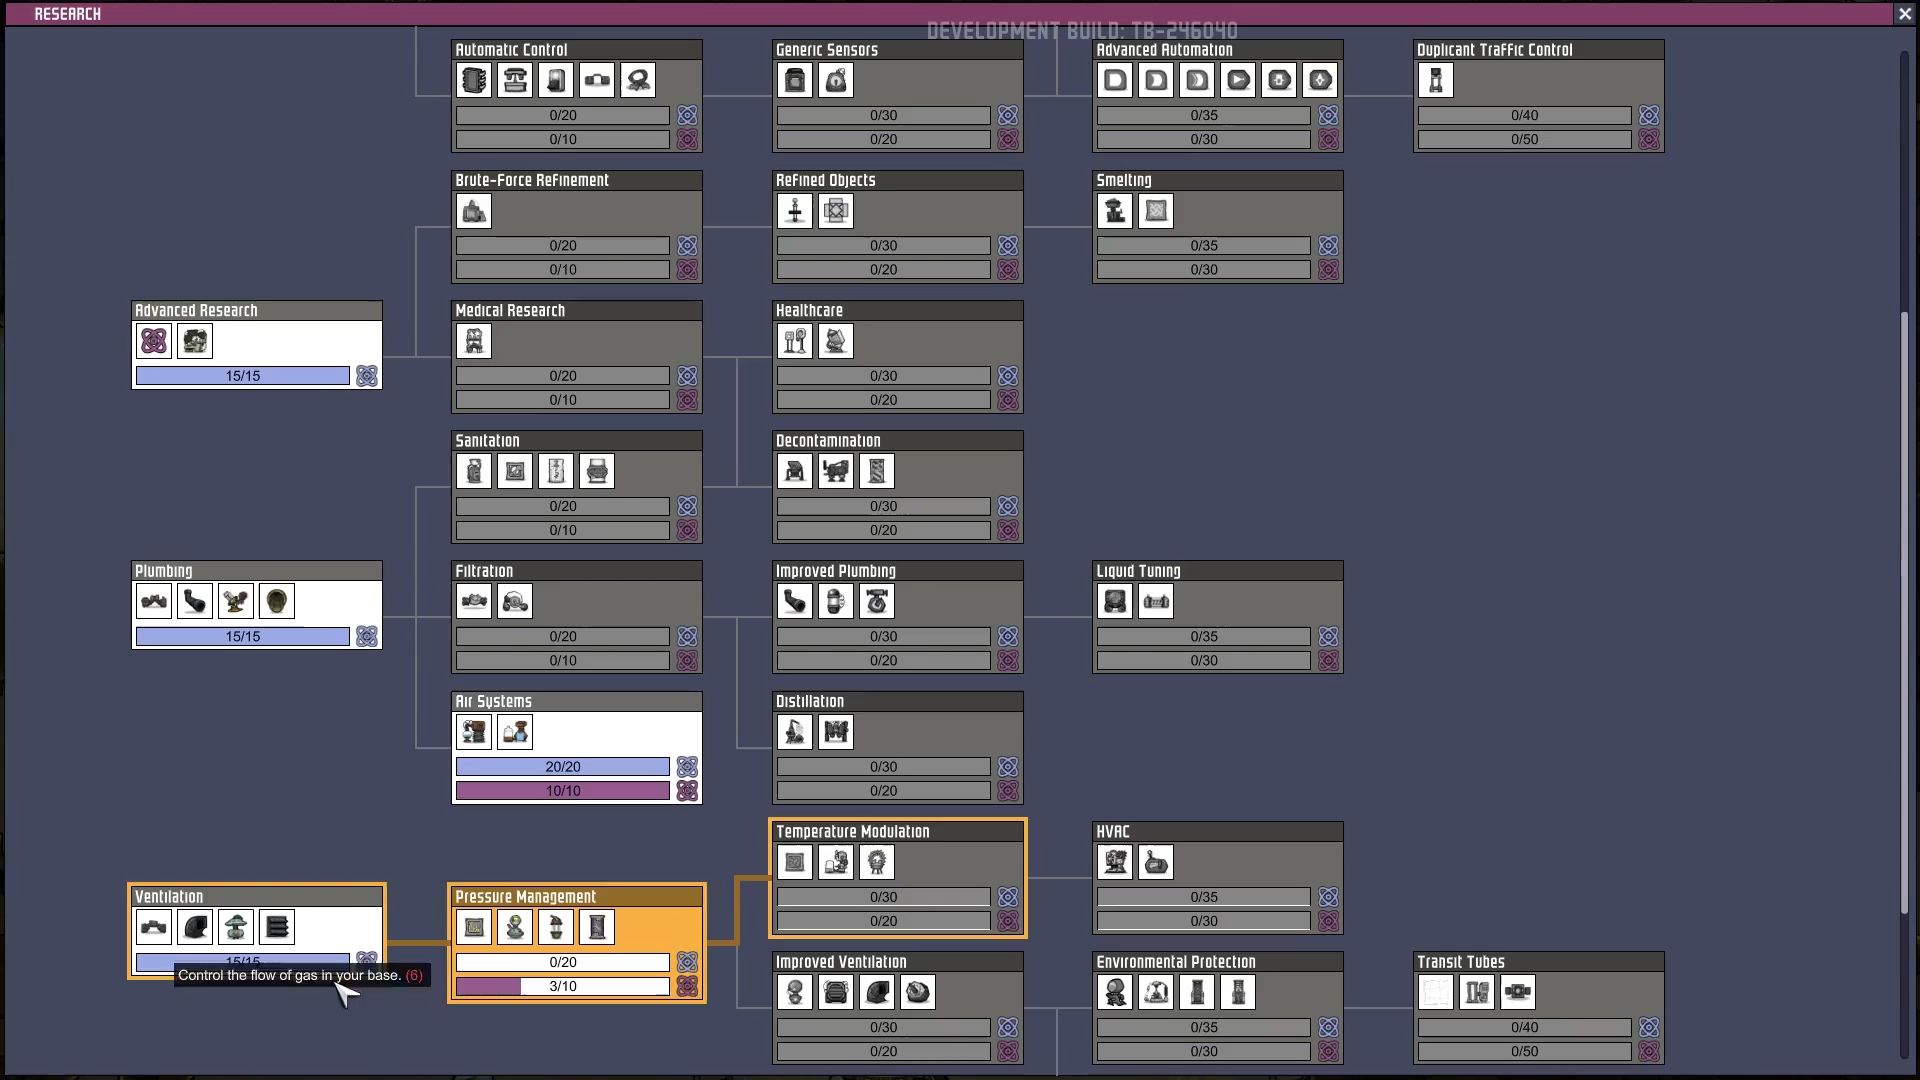 RESEARCH
DEVELOPMENT BUILD: TB-246040
Automatic Control
0/20
0/10
Generic Sensors
0/30
0/20
Advanced Automation
0/35
0/30
Duplicant Traffic Control
0/40
0/50
Brute-Force Refinement
0/20
0/10
Refined Objects
0/30
0/20
Smelting
0/35
0/30
Advanced Research
15/15
Medical Research
0/20
0/10
Healthcare
0/30
0/20
Sanitation
0/20
0/10
Decontamination
0/30
0/20
Plumbing
15/15
Filtration
0/20
0/10
Improved Plumbing
0/30
0/20
Liquid Tuning
0/35
0/30
Air Systems
20/20
10/10
Distillation
0/30
0/20
Temperature Modulation
0/30
0/20
HVAC
0/35
0/30
Ventilation
15/15
Control the flow of gas in your base. (6)
Pressure Management
0/20
3/10
Improved Ventilation
0/30
0/20
Environmental Protection
0/35
0/30
Transit Tubes
0/40
0/50